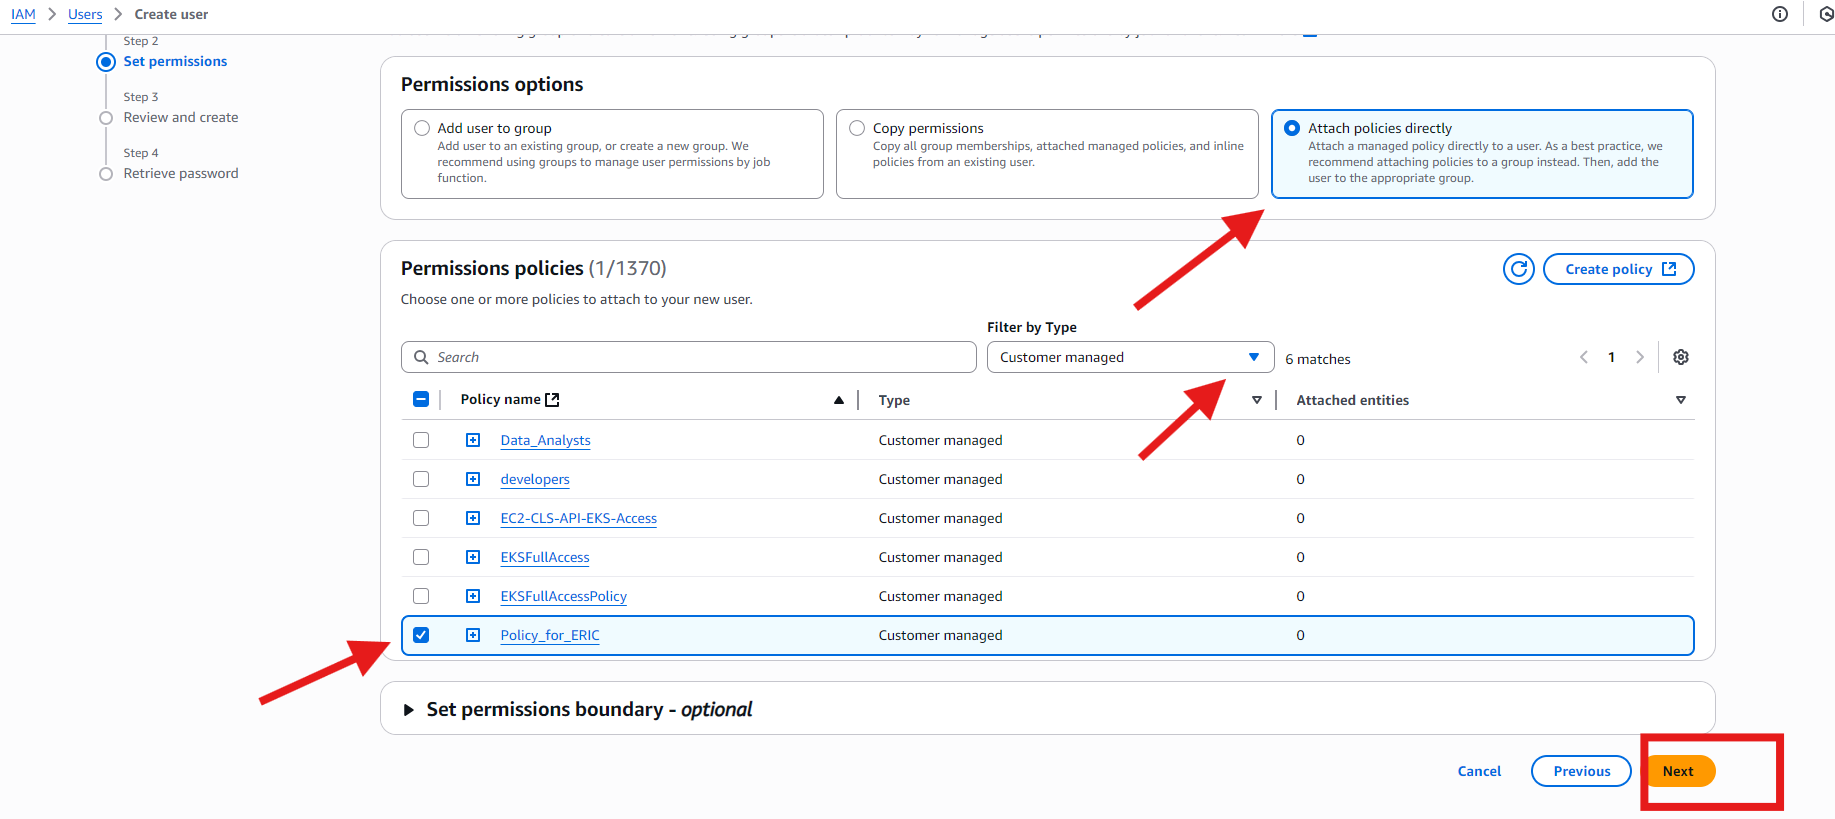 IAM > Users > Create user
Step 2
Set permissions
Step 3
Review and create
Step 4
Retrieve password
Permissions options
Add user to group
Add user to an existing group, or create a new group. We
recommend using groups to manage user permissions by job
function.
Copy permissions
Copy all group memberships, attached managed policies, and inline
policies from an existing user.
Attach policies directly
Attach a managed policy directly to a user. As a best practice, we
recommend attaching policies to a group instead. Then, add the
user to the appropriate group.
Permissions policies (1/1370)
Create policy
Choose one or more policies to attach to your new user.
Filter by Type
Search
Customer managed
6 matches
1
Policy name Type Attached entities
Data_Analysts Customer managed 0
developers Customer managed 0
EC2-CLS-API-EKS-Access Customer managed 0
EKSFullAccess Customer managed 0
EKSFullAccessPolicy Customer managed 0
Policy_for_ERIC Customer managed 0
Set permissions boundary - optional
Cancel Previous Next